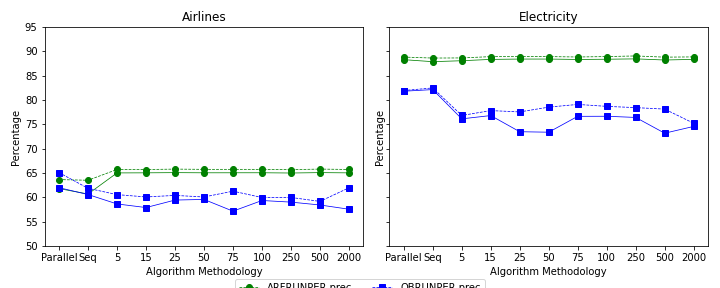 Airlines
Electricity
95
90
85
80
75
70
65
60
55
50
Percentage
Percentage
Parallel Seq 5 15 25 50 75 100 250 500 2000
Parallel Seq 5 15 25 50 75 100 250 500 2000
Algorithm Methodology
Algorithm Methodology
ARFRUNPER prec
OBRUNPER prec